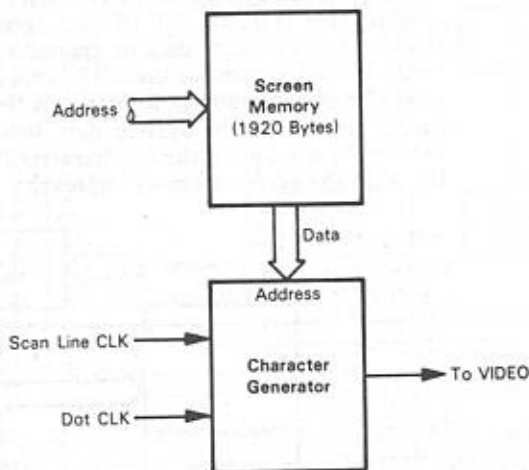 Screen
Memory
(1920 Bytes)
Address
Data
Address
Scan Line CLK
Character
Generator
To VIDEO
Dot CLK